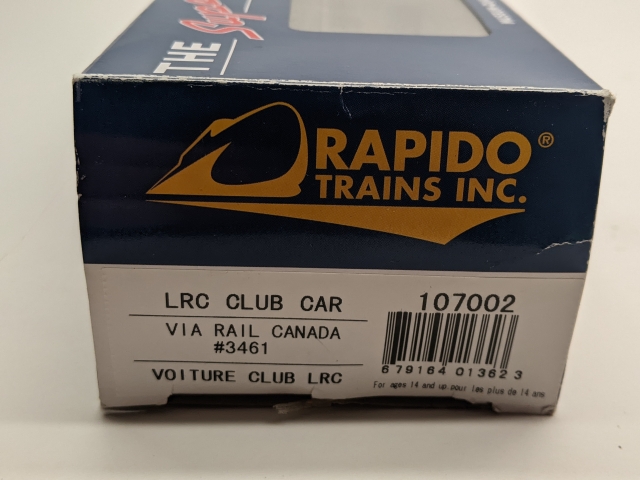 THE
RAPIDO®
TRAINS INC.
LRC CLUB CAR
VIA RAIL CANADA
#3461
VOITURE CLUB LRC
107002
6 79164 01362 3
For ages 14 and up.pour les plus de 14 ans